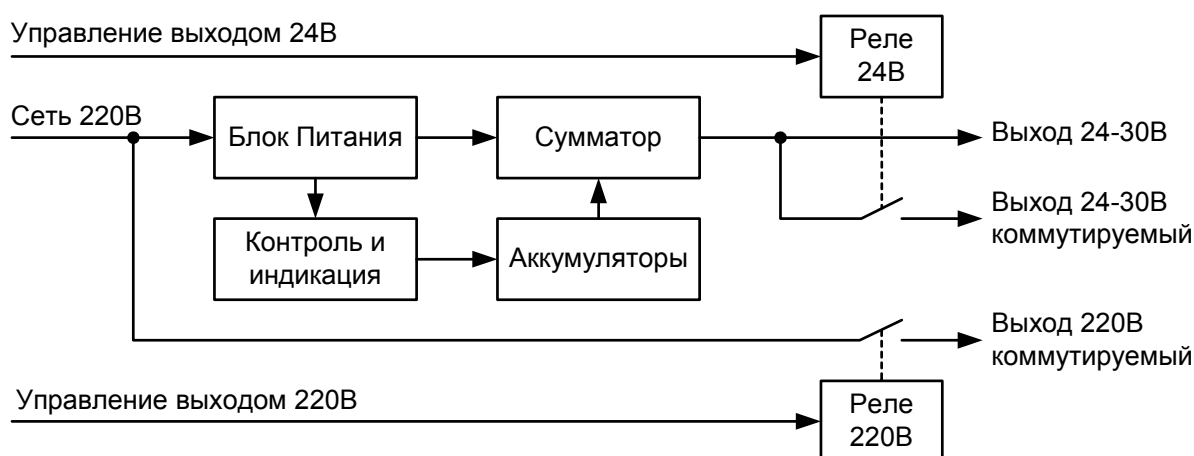 Управление выходом 24В
Реле
24В
Сеть 220В
Блок Питания
Сумматор
Выход 24-30В
Выход 24-30В
коммутируемый
Контроль и
индикация
Аккумуляторы
Выход 220В
коммутируемый
Управление выходом 220В
Реле
220В